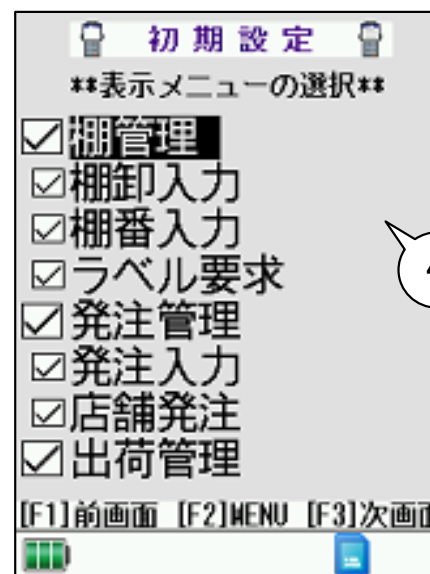 初期設定
**表示メニューの選択**
棚管理
棚卸入力
棚番入力
ラベル要求
発注管理
発注入力
店舗発注
出荷管理
[F1]前画面 [F2]MENU [F3]次画面